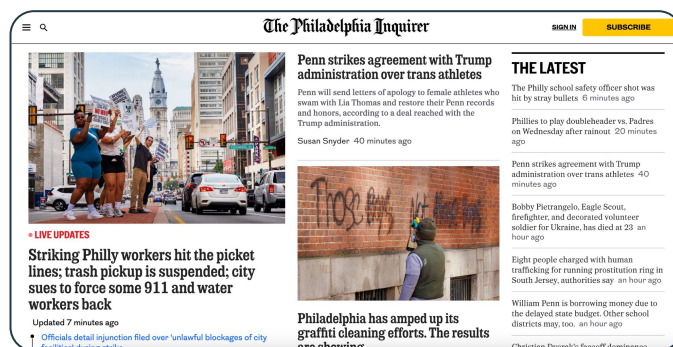 The Philadelphia Inquirer
SIGN IN
SUBSCRIBE
• LIVE UPDATES
Striking Philly workers hit the picket
lines; trash pickup is suspended; city
sues to force some 911 and water
workers back
Updated 7 minutes ago
Officials detail injunction filed over 'unlawful blockages of city
facilities' during strike
Penn strikes agreement with Trump
administration over trans athletes
Penn will send letters of apology to female athletes who
swam with Lia Thomas and restore their Penn records
and honors, according to a deal reached with the
Trump administration.
Susan Snyder 40 minutes ago
Philadelphia has amped up its
graffiti cleaning efforts. The results
are showing.
THE LATEST
The Philly school safety officer shot was
hit by stray bullets 6 minutes ago
Phillies to play doubleheader vs. Padres
on Wednesday after rainout 20 minutes
ago
Penn strikes agreement with Trump
administration over trans athletes 40
minutes ago
Bobby Pietrangelo, Eagle Scout,
firefighter, and decorated volunteer
soldier for Ukraine, has died at 23 an
hour ago
Eight people charged with human
trafficking for running prostitution ring in
South Jersey, authorities say an hour ago
William Penn is borrowing money due to
the delayed state budget. Other school
districts may, too. an hour ago
Christian Dvorak's faceoff dominance